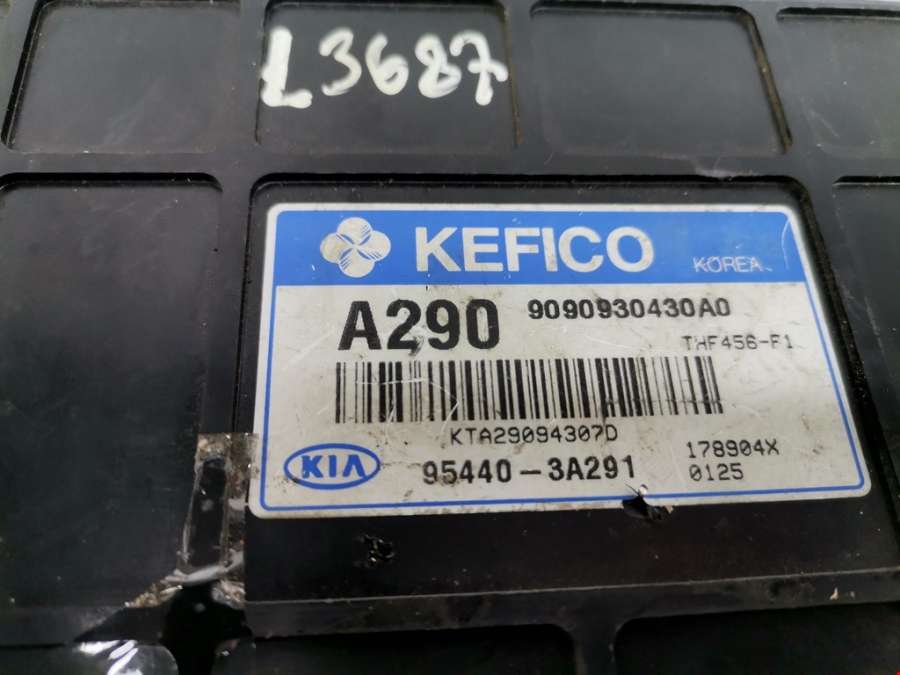 L3687
KEFICO KOREA
A290 9090930430A0
THF456-F1
KTA29094307D
KIA 95440-3A291
178904X
0125